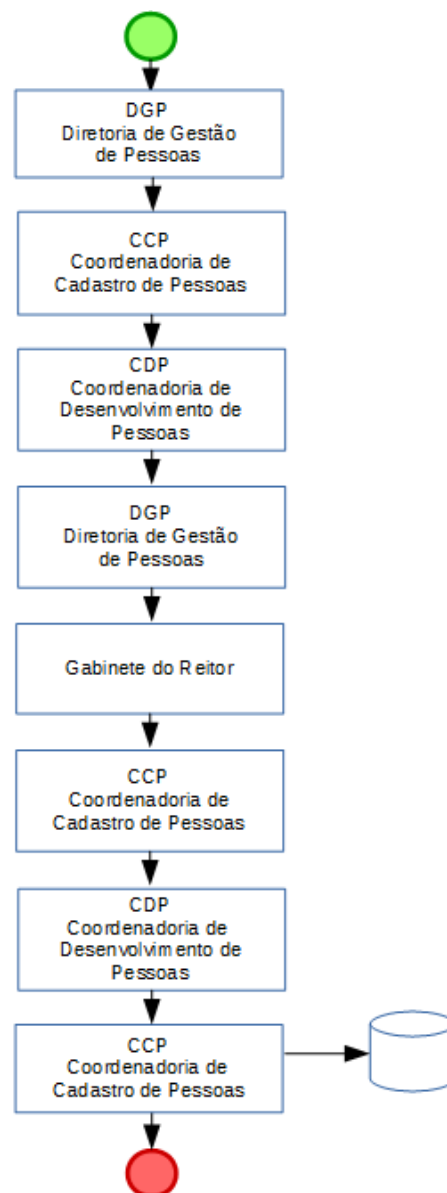 DGP
Diretoria de Gestão
de Pessoas
CCP
Coordenadoria de
Cadastro de Pessoas
CDP
Coordenadoria de
Desenvolvimento de
Pessoas
DGP
Diretoria de Gestão
de Pessoas
Gabinete do Reitor
CCP
Coordenadoria de
Cadastro de Pessoas
CDP
Coordenadoria de
Desenvolvimento de
Pessoas
CCP
Coordenadoria de
Cadastro de Pessoas